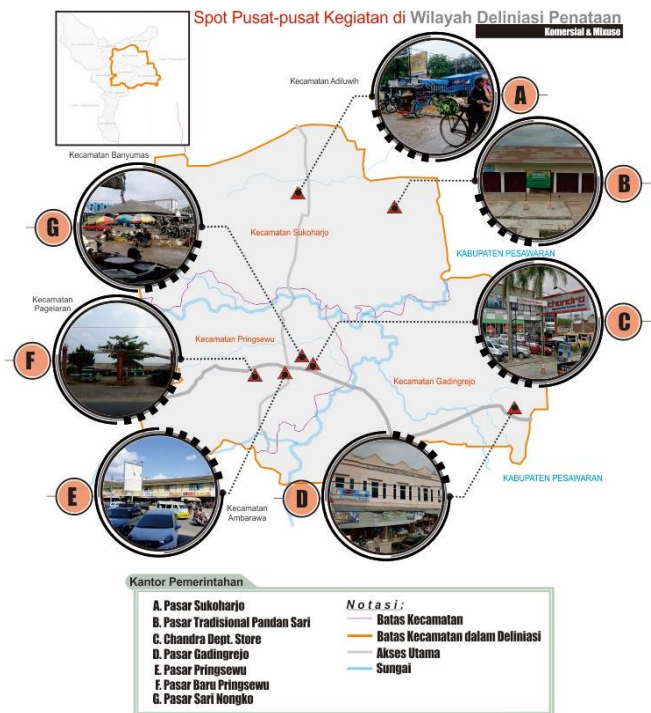 Spot Pusat-pusat Kegiatan di Wilayah Deliniasi Penataan
Komersial & Mixuse
Kecamatan Adiluwih
A
Kecamatan Banyumas
B
G
Kecamatan Sukoharjo
KABUPATEN PESAWARAN
chandra
Kecamatan Pagelaran
C
Kecamatan Pringsewu
F
Kecamatan Gadingrejo
KABUPATEN PESAWARAN
E
Kecamatan Ambarawa
D
Kantor Pemerintahan
A. Pasar Sukoharjo
B. Pasar Tradisional Pandan Sari
C. Chandra Dept. Store
D. Pasar Gadingrejo
E. Pasar Pringsewu
F. Pasar Baru Pringsewu
G. Pasar Sari Nongko
Notasi :
Batas Kecamatan
Batas Kecamatan dalam Deliniasi
Akses Utama
Sungai